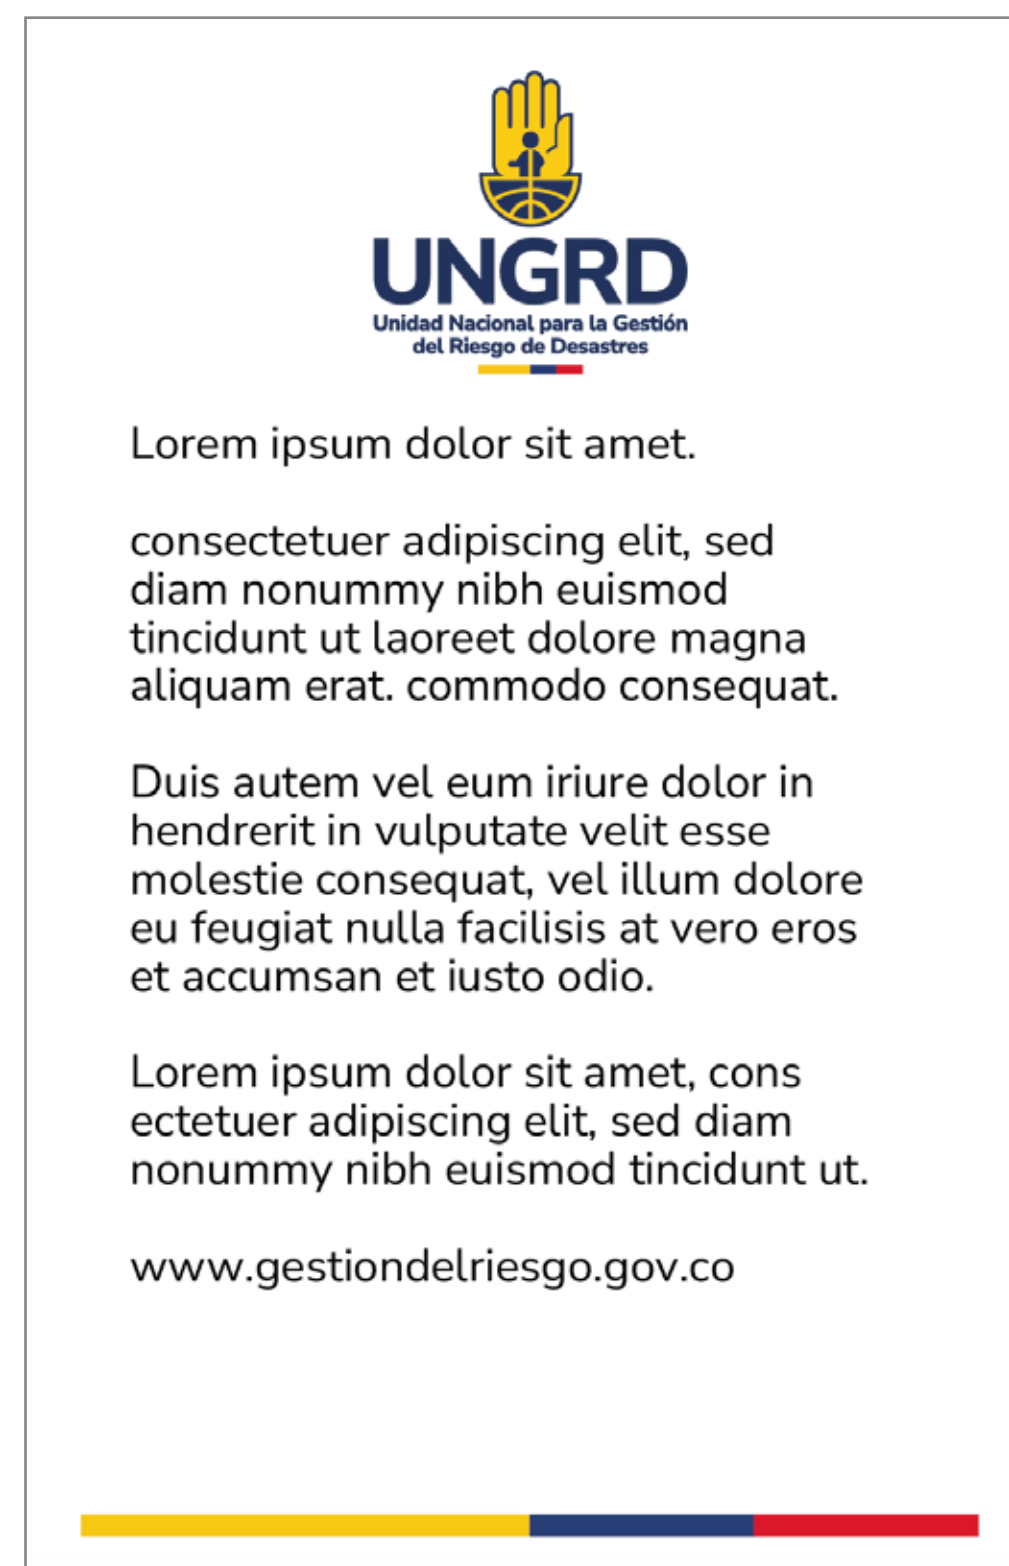 UNGRD
Unidad Nacional para la Gestión
del Riesgo de Desastres
Lorem ipsum dolor sit amet.
consectetuer adipiscing elit, sed
diam nonummy nibh euismod
tincidunt ut laoreet dolore magna
aliquam erat. commodo consequat.
Duis autem vel eum iriure dolor in
hendrerit in vulputate velit esse
molestie consequat, vel illum dolore
eu feugiat nulla facilisis at vero eros
et accumsan et iusto odio.
Lorem ipsum dolor sit amet, cons
ectetuer adipiscing elit, sed diam
nonummy nibh euismod tincidunt ut.
www.gestiondelriesgo.gov.co